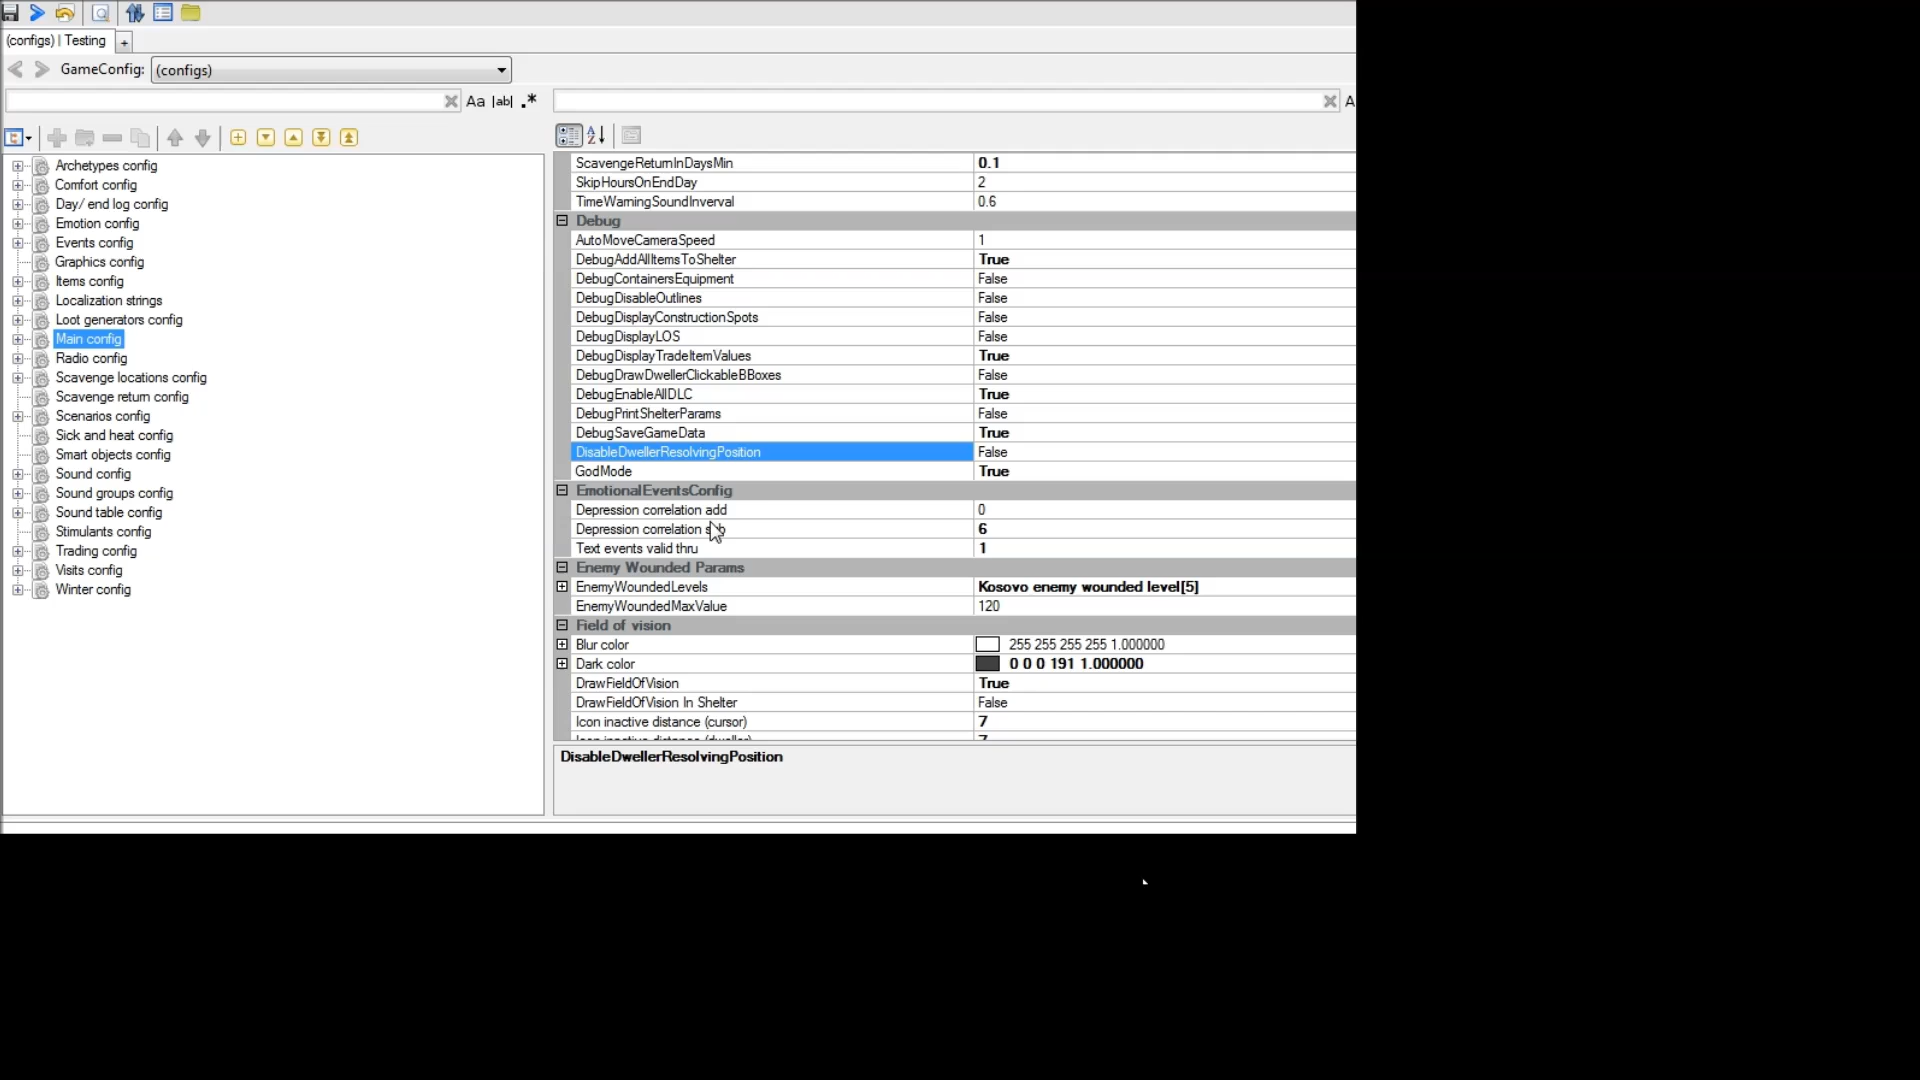 (configs) | Testing
+
GameConfig: (configs)
Aa |ab| .*
A
Archetypes config
Comfort config
Day/ end log config
Emotion config
Events config
Graphics config
Items config
Localization strings
Loot generators config
Main config
Radio config
Scavenge locations config
Scavenge return config
Scenarios config
Sick and heat config
Smart objects config
Sound config
Sound groups config
Sound table config
Stimulants config
Trading config
Visits config
Winter config
ScavengeReturnInDaysMin 0.1
SkipHoursOnEndDay 2
TimeWarningSoundInverval 0.6
Debug
AutoMoveCameraSpeed 1
DebugAddAllItemsToShelter True
DebugContainersEquipment False
DebugDisableOutlines False
DebugDisplayConstructionSpots False
DebugDisplayLOS False
DebugDisplayTradeItemValues True
DebugDrawDwellerClickableBBoxes False
DebugEnableAllDLC True
DebugPrintShelterParams False
DebugSaveGameData True
DisableDwellerResolvingPosition False
GodMode True
EmotionalEventsConfig
Depression correlation add 0
Depression correlation 6
Text events valid thru 1
Enemy Wounded Params
EnemyWoundedLevels Kosovo enemy wounded level[5]
EnemyWoundedMaxValue 120
Field of vision
Blur color 255 255 255 255 1.000000
Dark color 0 0 0 191 1.000000
DrawFieldOfVision True
DrawFieldOfVision In Shelter False
Icon inactive distance (cursor) 7
Icon inactive distance (dweller) 7
DisableDwellerResolvingPosition